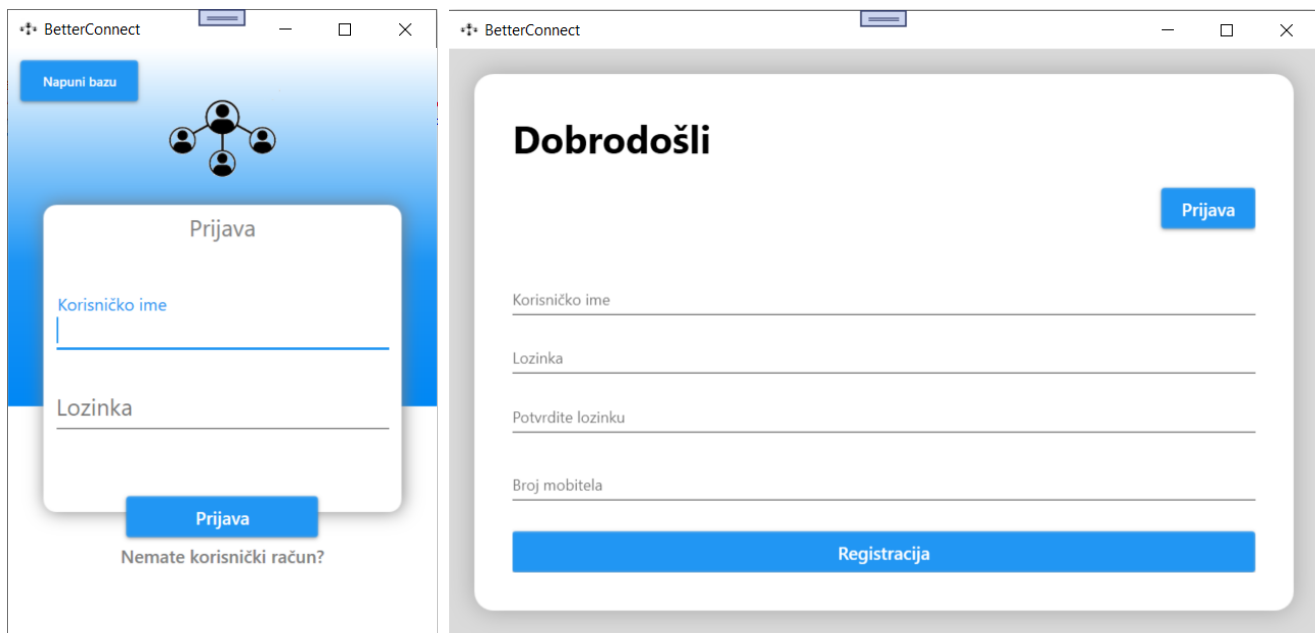 BetterConnect
Napuni bazu
Prijava
Korisničko ime
Lozinka
Prijava
Nemate korisnički račun?
BetterConnect
Dobrodošli
Prijava
Korisničko ime
Lozinka
Potvrdite lozinku
Broj mobitela
Registracija